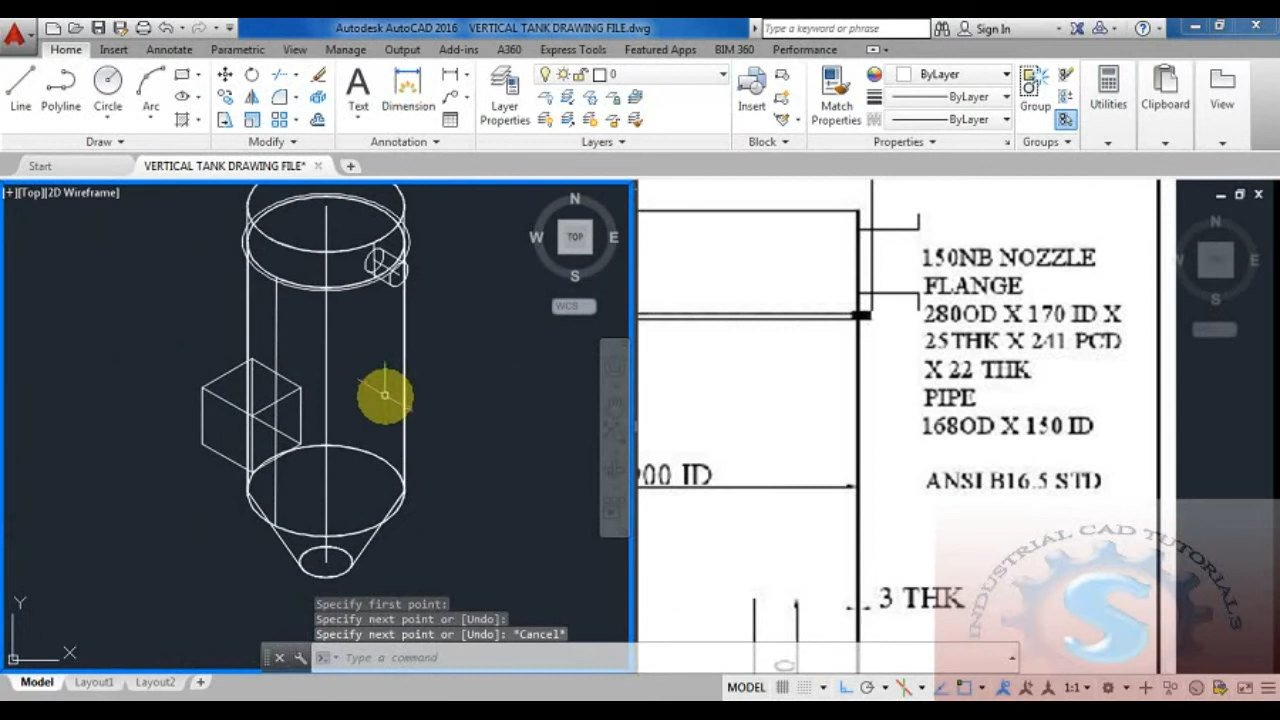 Autodesk AutoCAD 2016 VERTICAL TANK DRAWING FILE.dwg
Type a keyword or phrase
Sign In
Home Insert Annotate Parametric View Manage Output Add-ins A360 Express Tools Featured Apps BIM 360 Performance
Line Polyline Circle Arc
Text Dimension
Layer Properties
0
Insert
Match Properties
ByLayer
ByLayer
ByLayer
Group
Utilities
Clipboard
View
Draw Modify Annotation Layers Block Properties Groups
Start VERTICAL TANK DRAWING FILE*
[+][Top][2D Wireframe]
N
W TOP E
S
WCS
N
E
S
150NB NOZZLE
FLANGE
280OD X 170 ID X
25THK X 241 PCD
X 22 THK
PIPE
168OD X 150 ID
00 ID
ANSI B16.5 STD
3 THK
INDUSTRIAL CAD TUTORIALS
S
Y
X
Specify first point:
Specify next point or [Undo]:
Specify next point or [Undo]: *Cancel*
Type a command
Model Layout1 Layout2
MODEL 1:1